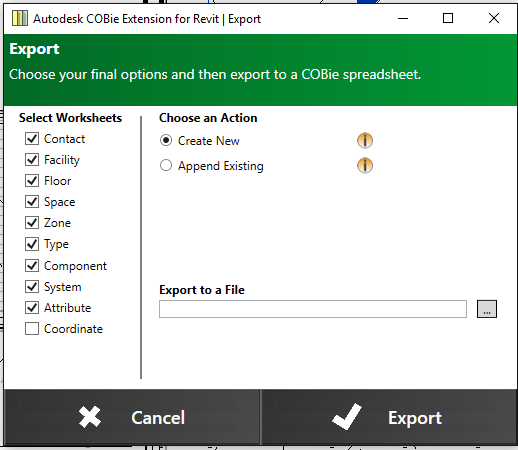 Autodesk COBie Extension for Revit | Export
Export
Choose your final options and then export to a COBie spreadsheet.
Select Worksheets
Contact
Facility
Floor
Space
Zone
Type
Component
System
Attribute
Coordinate
Choose an Action
Create New
Append Existing
Export to a File
...
Cancel
Export